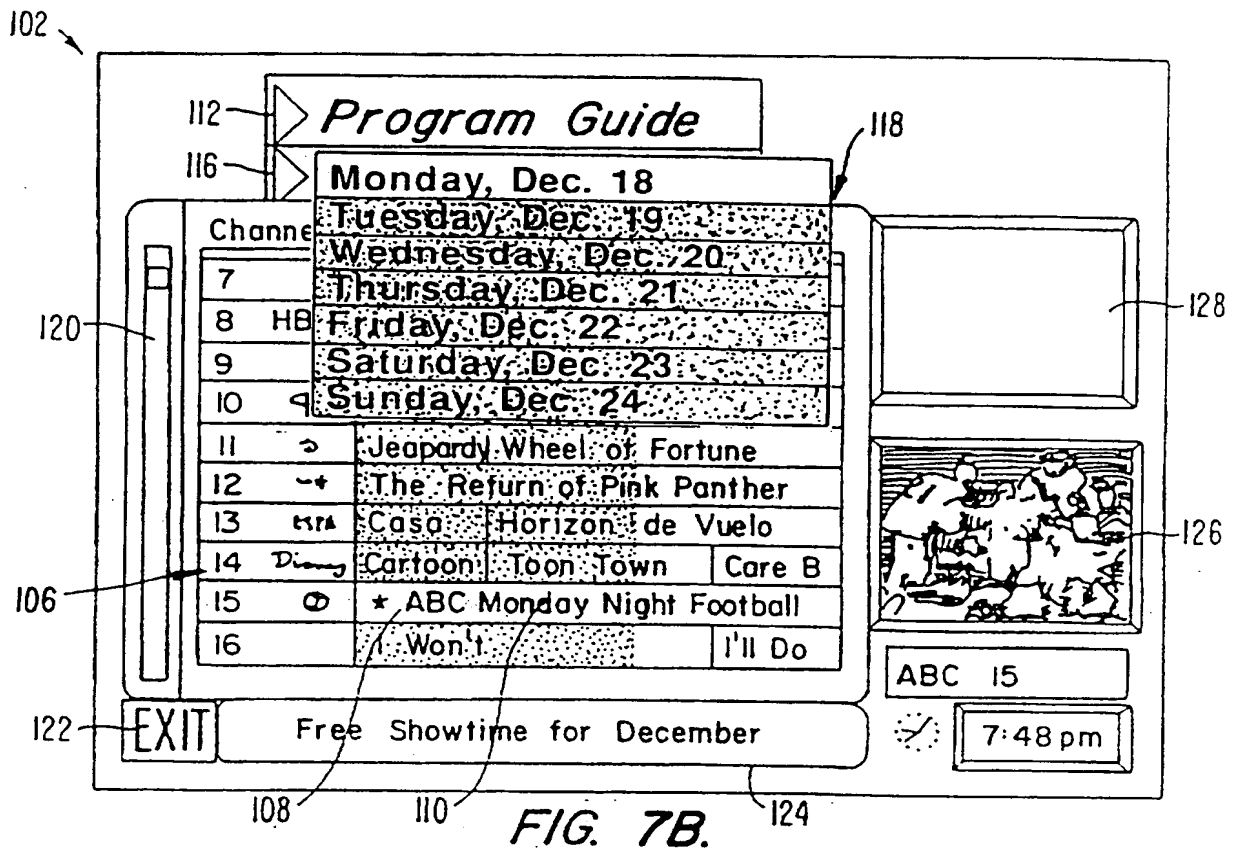 102
112 Program Guide
118
116 Monday, Dec. 18
Tuesday, Dec. 19
Channe
Wednesday, Dec. 20
7 Thursday, Dec. 21
128
120 8 HB Friday, Dec. 22
9 Saturday, Dec. 23
10 Sunday, Dec. 24
11 Jeapardy Wheel of Fortune
12 The Return of Pink Panther
13 Casa Horizon de Vuelo
126
14 Disney Cartoon Toon Town Care B
106
15 ★ ABC Monday Night Football
16 I Won't I'll Do
ABC 15
122 EXIT Free Showtime for December
7:48 pm
108 110 124
FIG. 7B.